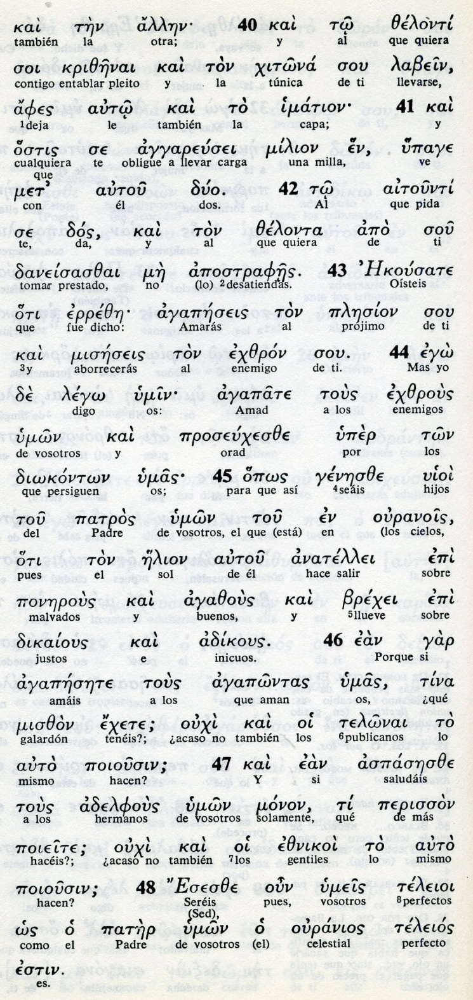 καὶ τὴν ἄλλην· 40 καὶ τῷ θέλοντί
también la otra; y al que quiera
σοι κριθῆναι καὶ τὸν χιτῶνά σου λαβεῖν,
contigo entablar pleito y la túnica de ti llevarse,
ἄφες αὐτῷ καὶ τὸ ἱμάτιον· 41 καὶ
1deja le también la capa; y
ὅστις σε ἀγγαρεύσει μίλιον ἕν, ὕπαγε
cualquiera te obligue a llevar carga una milla, ve
que
μετ' αὐτοῦ δύο. 42 τῷ αἰτοῦντί
con él dos. Al que pida
σε δός, καὶ τὸν θέλοντα ἀπὸ σοῦ
te, da, y al que quiera de ti
δανείσασθαι μὴ ἀποστραφῇς. 43 Ἠκούσατε
tomar prestado, no (lo) 2desatiendas. Oísteis
ὅτι ἐρρέθη· ἀγαπήσεις τὸν πλησίον σου
que fue dicho: Amarás al prójimo de ti
καὶ μισήσεις τὸν ἐχθρόν σου. 44 ἐγὼ
3y aborrecerás al enemigo de ti. Mas yo
δὲ λέγω ὑμῖν· ἀγαπᾶτε τοὺς ἐχθροὺς
digo os: Amad a los enemigos
ὑμῶν καὶ προσεύχεσθε ὑπὲρ τῶν
de vosotros y orad por los
διωκόντων ὑμᾶς· 45 ὅπως γένησθε υἱοὶ
que persiguen os; para que así 4seáis hijos
τοῦ πατρὸς ὑμῶν τοῦ ἐν οὐρανοῖς,
del Padre de vosotros, el que (está) en (los cielos,
ὅτι τὸν ἥλιον αὐτοῦ ἀνατέλλει ἐπὶ
pues el sol de él hace salir sobre
πονηροὺς καὶ ἀγαθοὺς καὶ βρέχει ἐπὶ
malvados y buenos, y 5llueve sobre
δικαίους καὶ ἀδίκους. 46 ἐὰν γὰρ
justos e inicuos. Porque si
ἀγαπήσητε τοὺς ἀγαπῶντας ὑμᾶς, τίνα
amáis a los que aman os, ¿qué
μισθὸν ἔχετε; οὐχὶ καὶ οἱ τελῶναι τὸ
galardón tenéis?; ¿acaso no también los 6publicanos lo
αὐτὸ ποιοῦσιν; 47 καὶ ἐὰν ἀσπάσησθε
mismo hacen? Y si saludáis
τοὺς ἀδελφοὺς ὑμῶν μόνον, τί περισσὸν
a los hermanos de vosotros solamente, qué de más
ποιεῖτε; οὐχὶ καὶ οἱ ἐθνικοὶ τὸ αὐτὸ
hacéis?; ¿acaso no también 7los gentiles lo mismo
ποιοῦσιν; 48 Ἔσεσθε οὖν ὑμεῖς τέλειοι
hacen? Seréis pues, vosotros 8perfectos
(Sed),
ὡς ὁ πατὴρ ὑμῶν ὁ οὐράνιος τέλειός
como el Padre de vosotros (el) celestial perfecto
ἐστιν.
es.